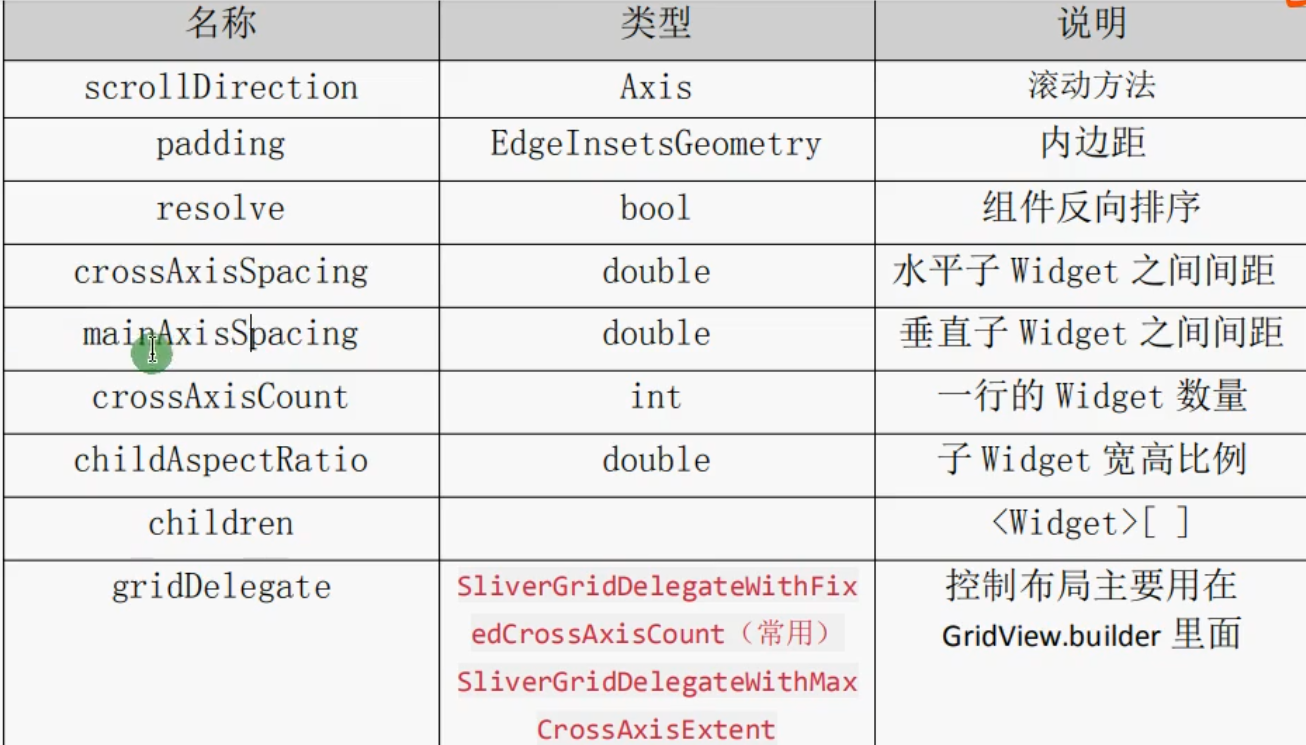 名称 类型 说明
scrollDirection Axis 滚动方法
padding EdgeInsetsGeometry 内边距
resolve bool 组件反向排序
crossAxisSpacing double 水平子 Widget 之间间距
mainAxisSpacing double 垂直子 Widget 之间间距
crossAxisCount int 一行的 Widget 数量
childAspectRatio double 子 Widget 宽高比例
children <Widget>[ ]
gridDelegate SliverGridDelegateWithFix 控制布局主要用在
edCrossAxisCount（常用） GridView.builder 里面
SliverGridDelegateWithMax
CrossAxisExtent